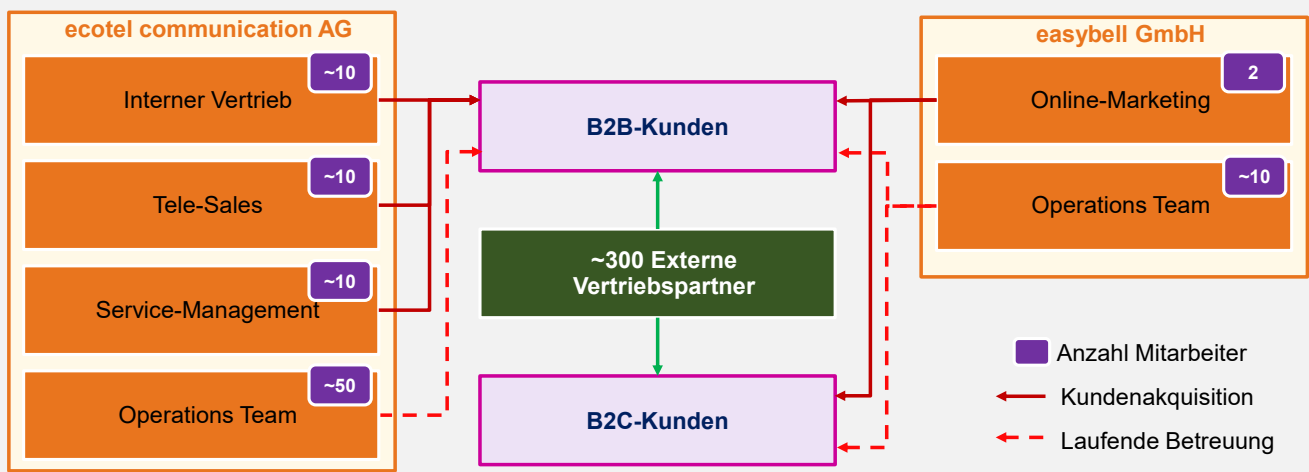 ecotel communication AG
~10
Interner Vertrieb
~10
Tele-Sales
~10
Service-Management
~50
Operations Team
B2B-Kunden
~300 Externe
Vertriebspartner
B2C-Kunden
easybell GmbH
2
Online-Marketing
~10
Operations Team
Anzahl Mitarbeiter
Kundenakquisition
Laufende Betreuung